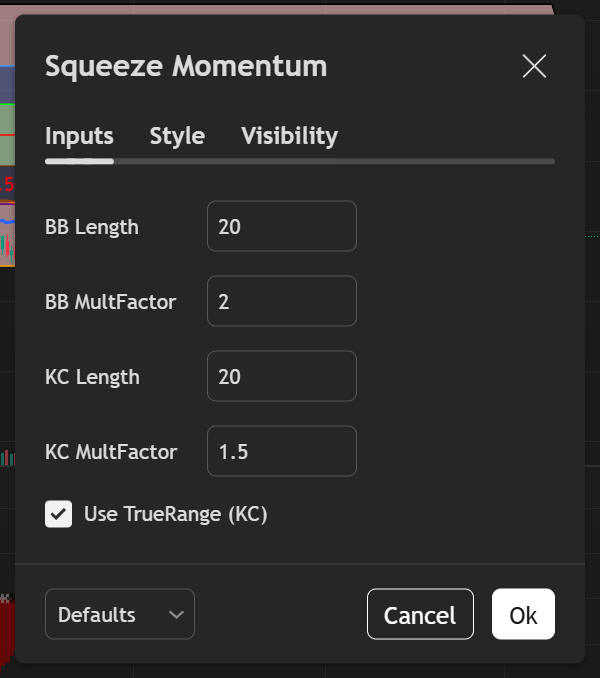 Squeeze Momentum
Inputs Style Visibility
BB Length 20
BB MultFactor 2
KC Length 20
KC MultFactor 1.5
Use TrueRange (KC)
Defaults Cancel Ok